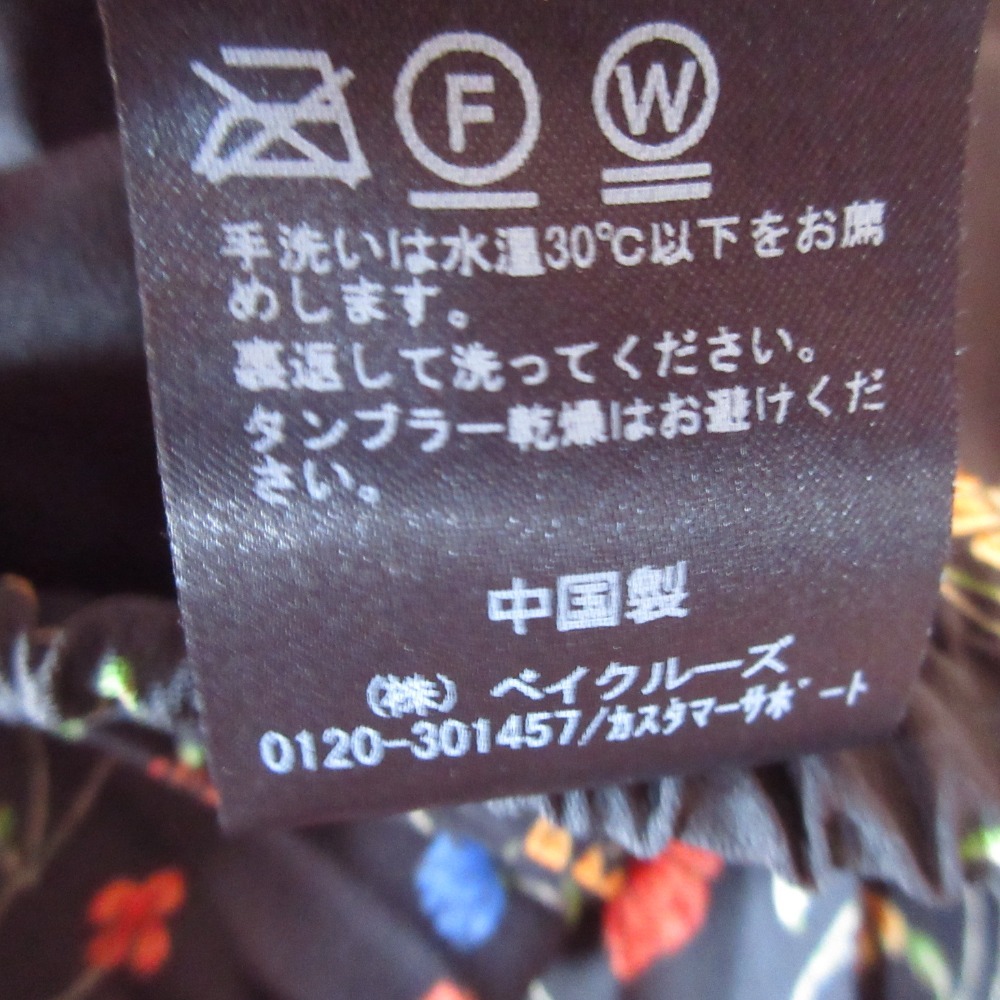 F W
手洗いは水温30℃以下をお薦
めします。
裏返して洗ってください。
タンブラー乾燥はお避けくだ
さい。
中国製
(株) ベイクルーズ
0120-301457/カスタマーサポート